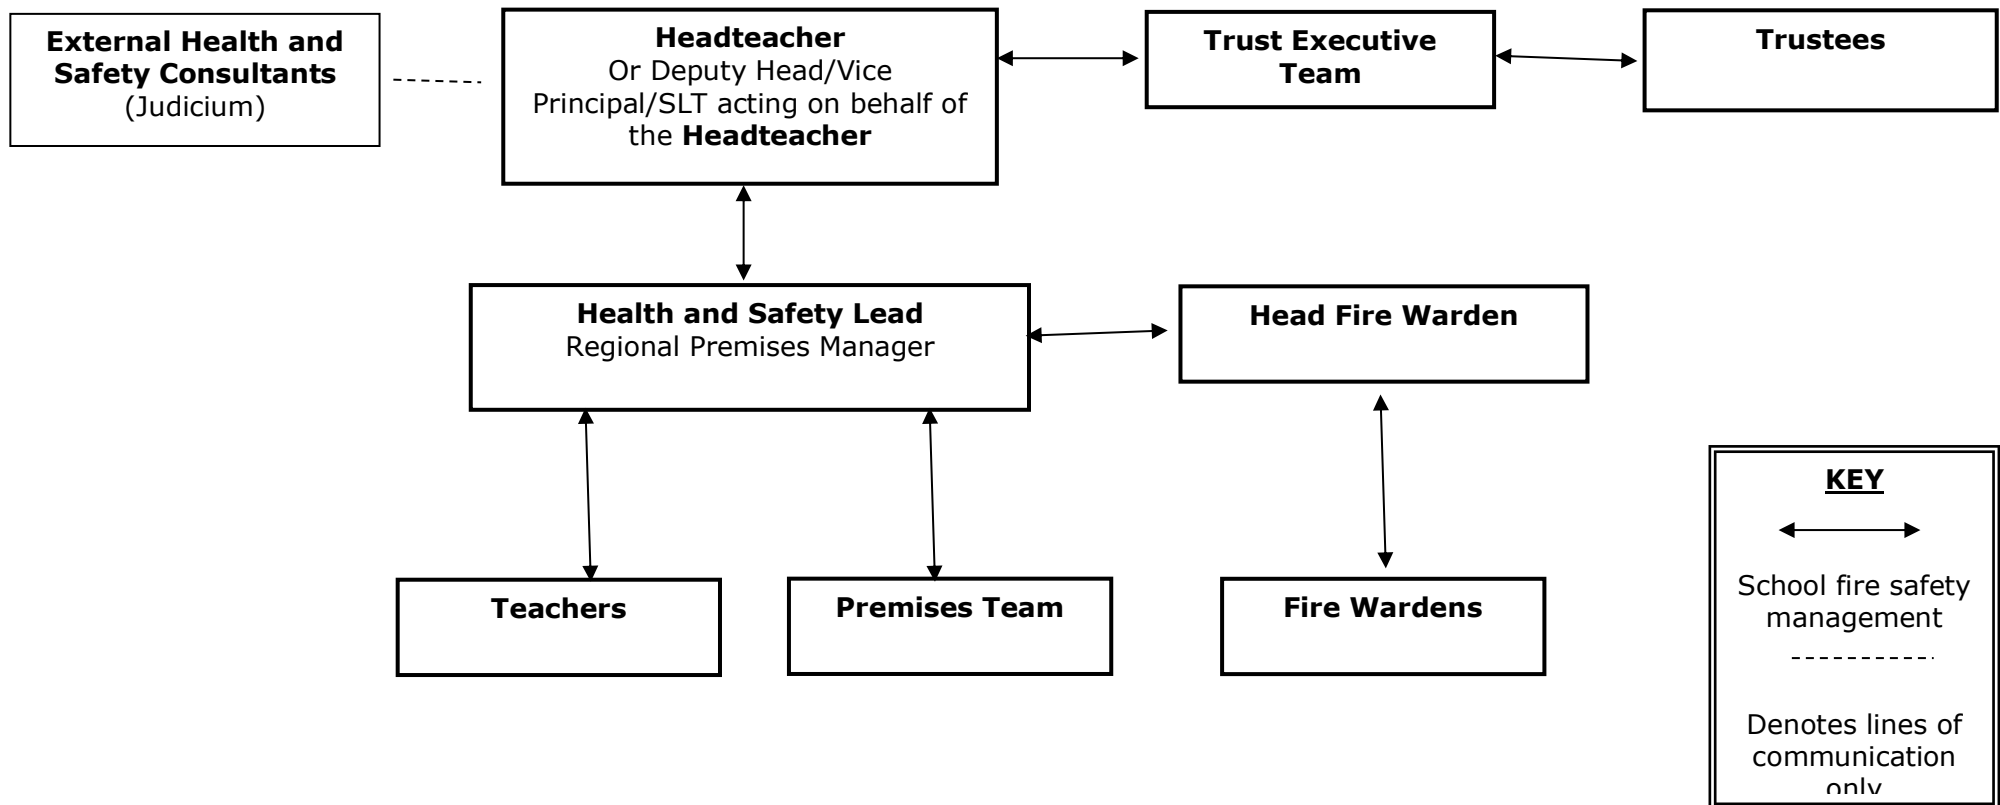 External Health and
Safety Consultants
(Judicium)
Headteacher
Or Deputy Head/Vice
Principal/SLT acting on behalf of
the Headteacher
Trust Executive
Team
Trustees
Health and Safety Lead
Regional Premises Manager
Head Fire Warden
Teachers
Premises Team
Fire Wardens
KEY
School fire safety
management
Denotes lines of
communication
only